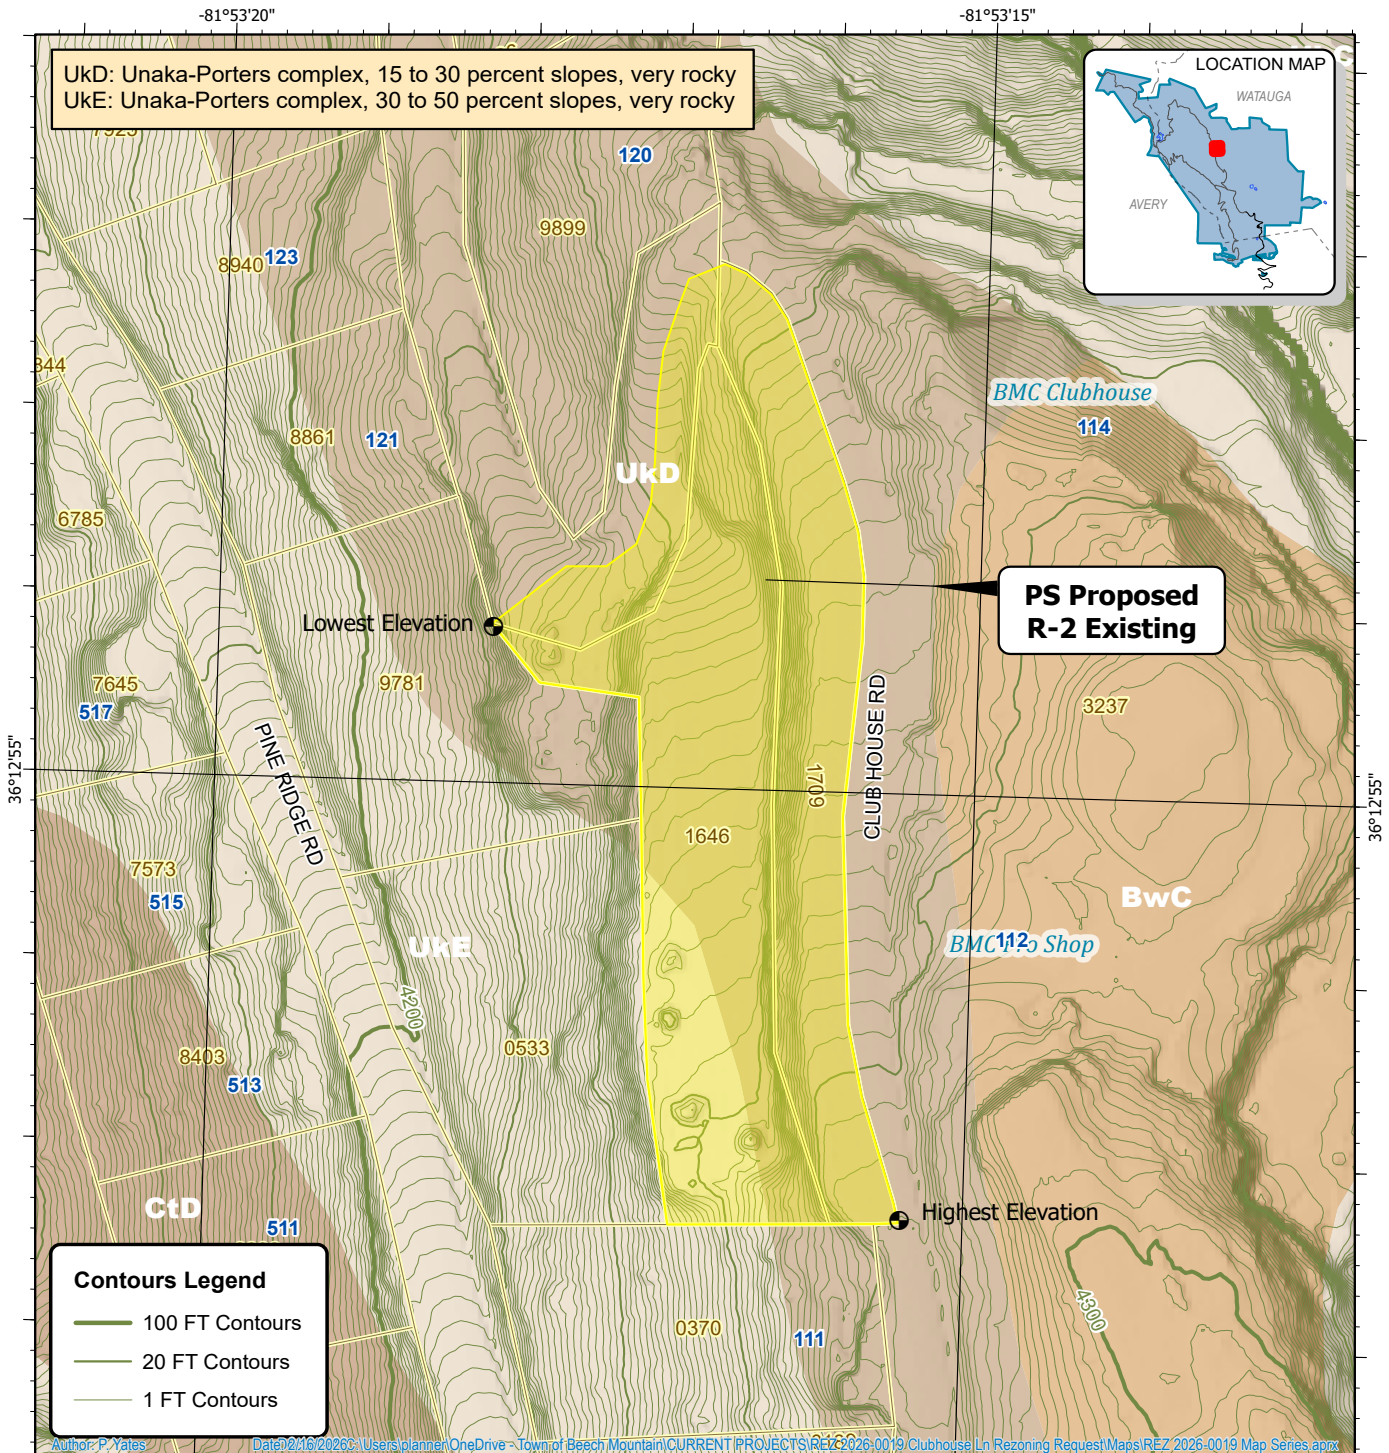 -81°53'20"
-81°53'15"
UkD: Unaka-Porters complex, 15 to 30 percent slopes, very rocky
UkE: Unaka-Porters complex, 30 to 50 percent slopes, very rocky
LOCATION MAP
WATAUGA
AVERY
120
9899
8940
123
BMC Clubhouse
114
8861
121
UkD
6785
PS Proposed
R-2 Existing
Lowest Elevation
7645
517
9781
3237
CLUB HOUSE RD
PINE RIDGE RD
36°12'55"
36°12'55"
1709
1646
7573
515
BwC
UkE
BMC Pro Shop
112
4200
8403
513
0533
CtD
511
Highest Elevation
4300
0370
111
Contours Legend
100 FT Contours
20 FT Contours
1 FT Contours
Author: P. Yates